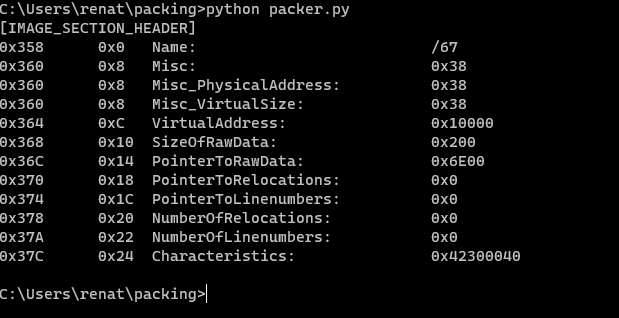 C:\Users\renat\packing>python packer.py
[IMAGE_SECTION_HEADER]
0x358 0x0 Name: /67
0x360 0x8 Misc: 0x38
0x360 0x8 Misc_PhysicalAddress: 0x38
0x360 0x8 Misc_VirtualSize: 0x38
0x364 0xC VirtualAddress: 0x10000
0x368 0x10 SizeOfRawData: 0x200
0x36C 0x14 PointerToRawData: 0x6E00
0x370 0x18 PointerToRelocations: 0x0
0x374 0x1C PointerToLinenumbers: 0x0
0x378 0x20 NumberOfRelocations: 0x0
0x37A 0x22 NumberOfLinenumbers: 0x0
0x37C 0x24 Characteristics: 0x42300040
C:\Users\renat\packing>